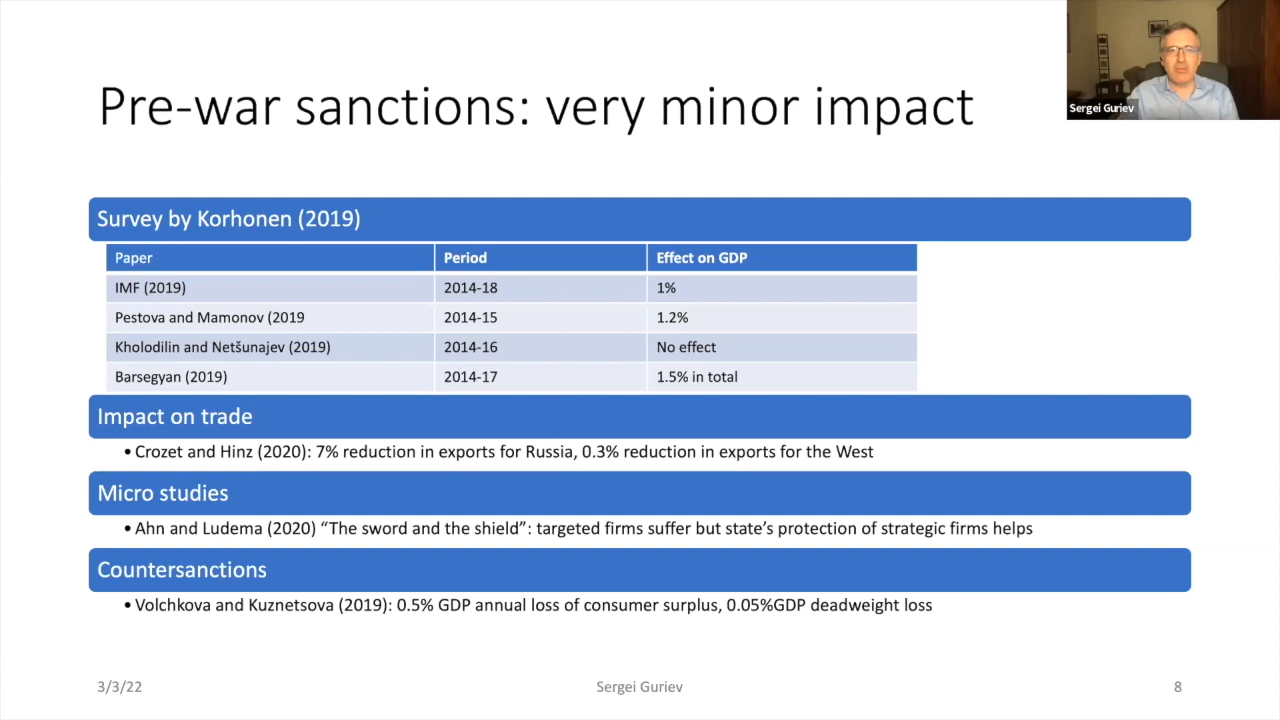 Pre-war sanctions: very minor impact
Sergei Guriev
Survey by Korhonen (2019)
Paper Period Effect on GDP
IMF (2019) 2014-18 1%
Pestova and Mamonov (2019 2014-15 1.2%
Kholodilin and Netšunajev (2019) 2014-16 No effect
Barsegyan (2019) 2014-17 1.5% in total
Impact on trade
• Crozet and Hinz (2020): 7% reduction in exports for Russia, 0.3% reduction in exports for the West
Micro studies
• Ahn and Ludema (2020) “The sword and the shield”: targeted firms suffer but state’s protection of strategic firms helps
Countersanctions
• Volchkova and Kuznetsova (2019): 0.5% GDP annual loss of consumer surplus, 0.05%GDP deadweight loss
3/3/22 Sergei Guriev 8